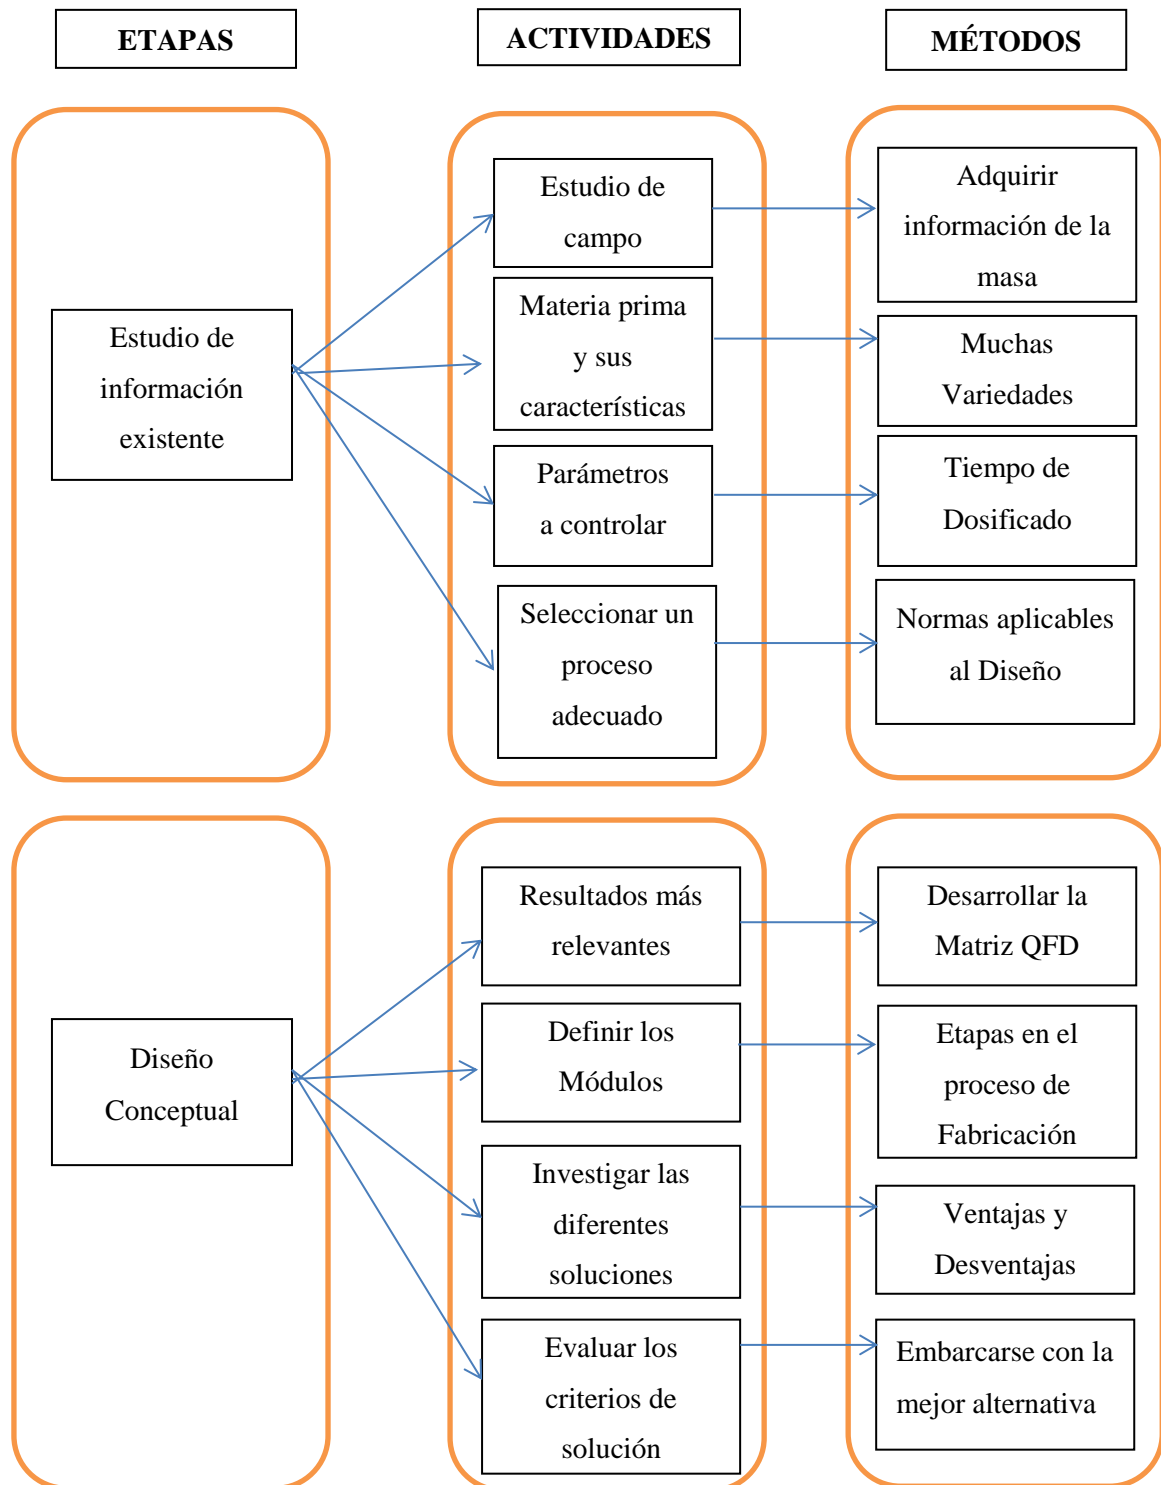 ETAPAS
ACTIVIDADES
MÉTODOS
Estudio de
información
existente
Estudio de
campo
Materia prima
y sus
características
Parámetros
a controlar
Seleccionar un
proceso
adecuado
Adquirir
información de la
masa
Muchas
Variedades
Tiempo de
Dosificado
Normas aplicables
al Diseño
Diseño
Conceptual
Resultados más
relevantes
Definir los
Módulos
Investigar las
diferentes
soluciones
Evaluar los
criterios de
solución
Desarrollar la
Matriz QFD
Etapas en el
proceso de
Fabricación
Ventajas y
Desventajas
Embarcarse con la
mejor alternativa